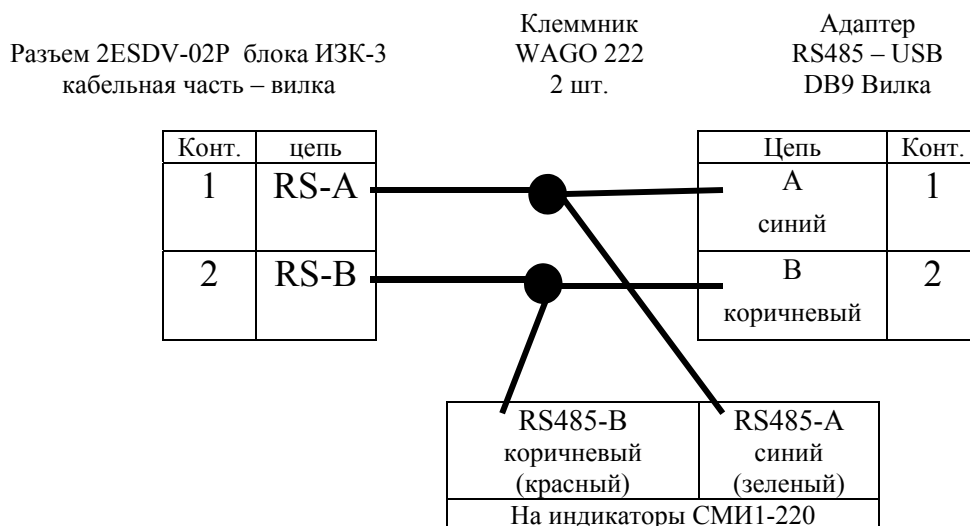 Разъем 2ESDV-02P блока ИЗК-3
кабельная часть – вилка
Клеммник
WAGO 222
2 шт.
Адаптер
RS485 – USB
DB9 Вилка
Конт. цепь
1 RS-A
2 RS-B
Цепь Конт.
А 1
синий
В 2
коричневый
RS485-B RS485-A
коричневый синий
(красный) (зеленый)
На индикаторы СМИ1-220